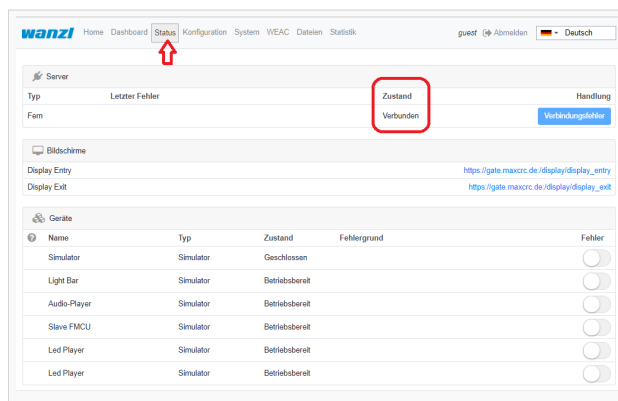 wanzl Home Dashboard Status Konfiguration System WEAC Dateien Statistik guest Abmelden Deutsch
Server
Typ Letzter Fehler Zustand Handlung
Fern Verbunden Verbindungsfehler
Bildschirme
Display Entry https://gate.maxcrc.de:/display/display_entry
Display Exit https://gate.maxcrc.de:/display/display_exit
Geräte
? Name Typ Zustand Fehlergrund Fehler
Simulator Simulator Geschlossen
Light Bar Simulator Betriebsbereit
Audio-Player Simulator Betriebsbereit
Slave FMCU Simulator Betriebsbereit
Led Player Simulator Betriebsbereit
Led Player Simulator Betriebsbereit